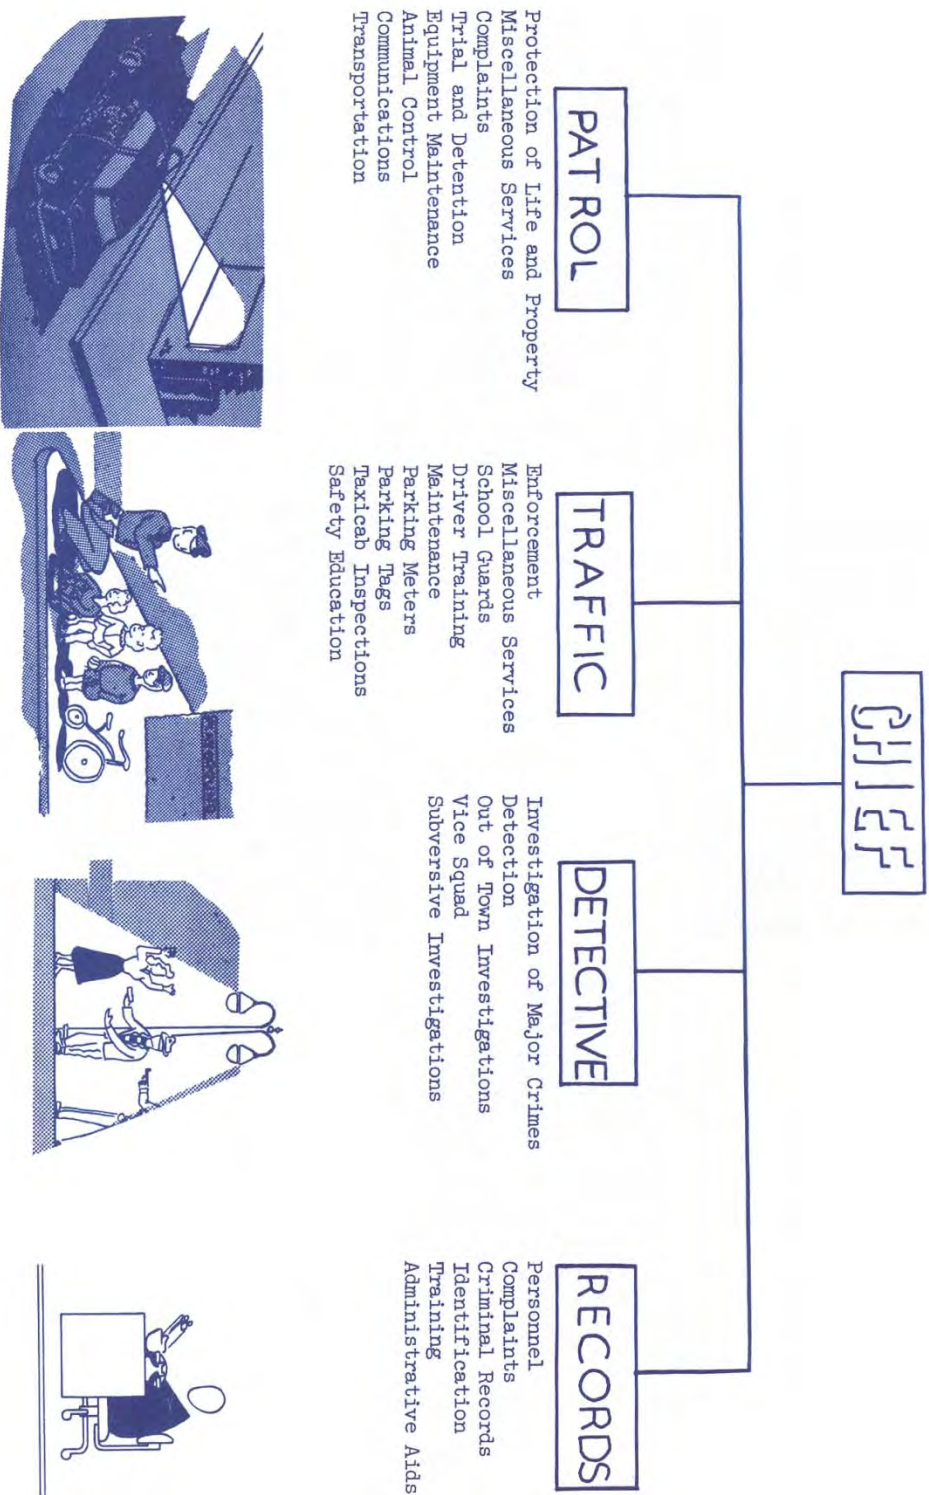 CHIEF
PATROL
Protection of Life and Property
Miscellaneous Services
Complaints
Trial and Detention
Equipment Maintenance
Animal Control
Communications
Transportation
TRAFFIC
Enforcement
Miscellaneous Services
School Guards
Driver Training
Maintenance
Parking Meters
Parking Tags
Taxicab Inspections
Safety Education
DETECTIVE
Investigation of Major Crimes
Detection
Out of Town Investigations
Vice Squad
Subversive Investigations
RECORDS
Personnel
Complaints
Criminal Records
Identification
Training
Administrative Aids